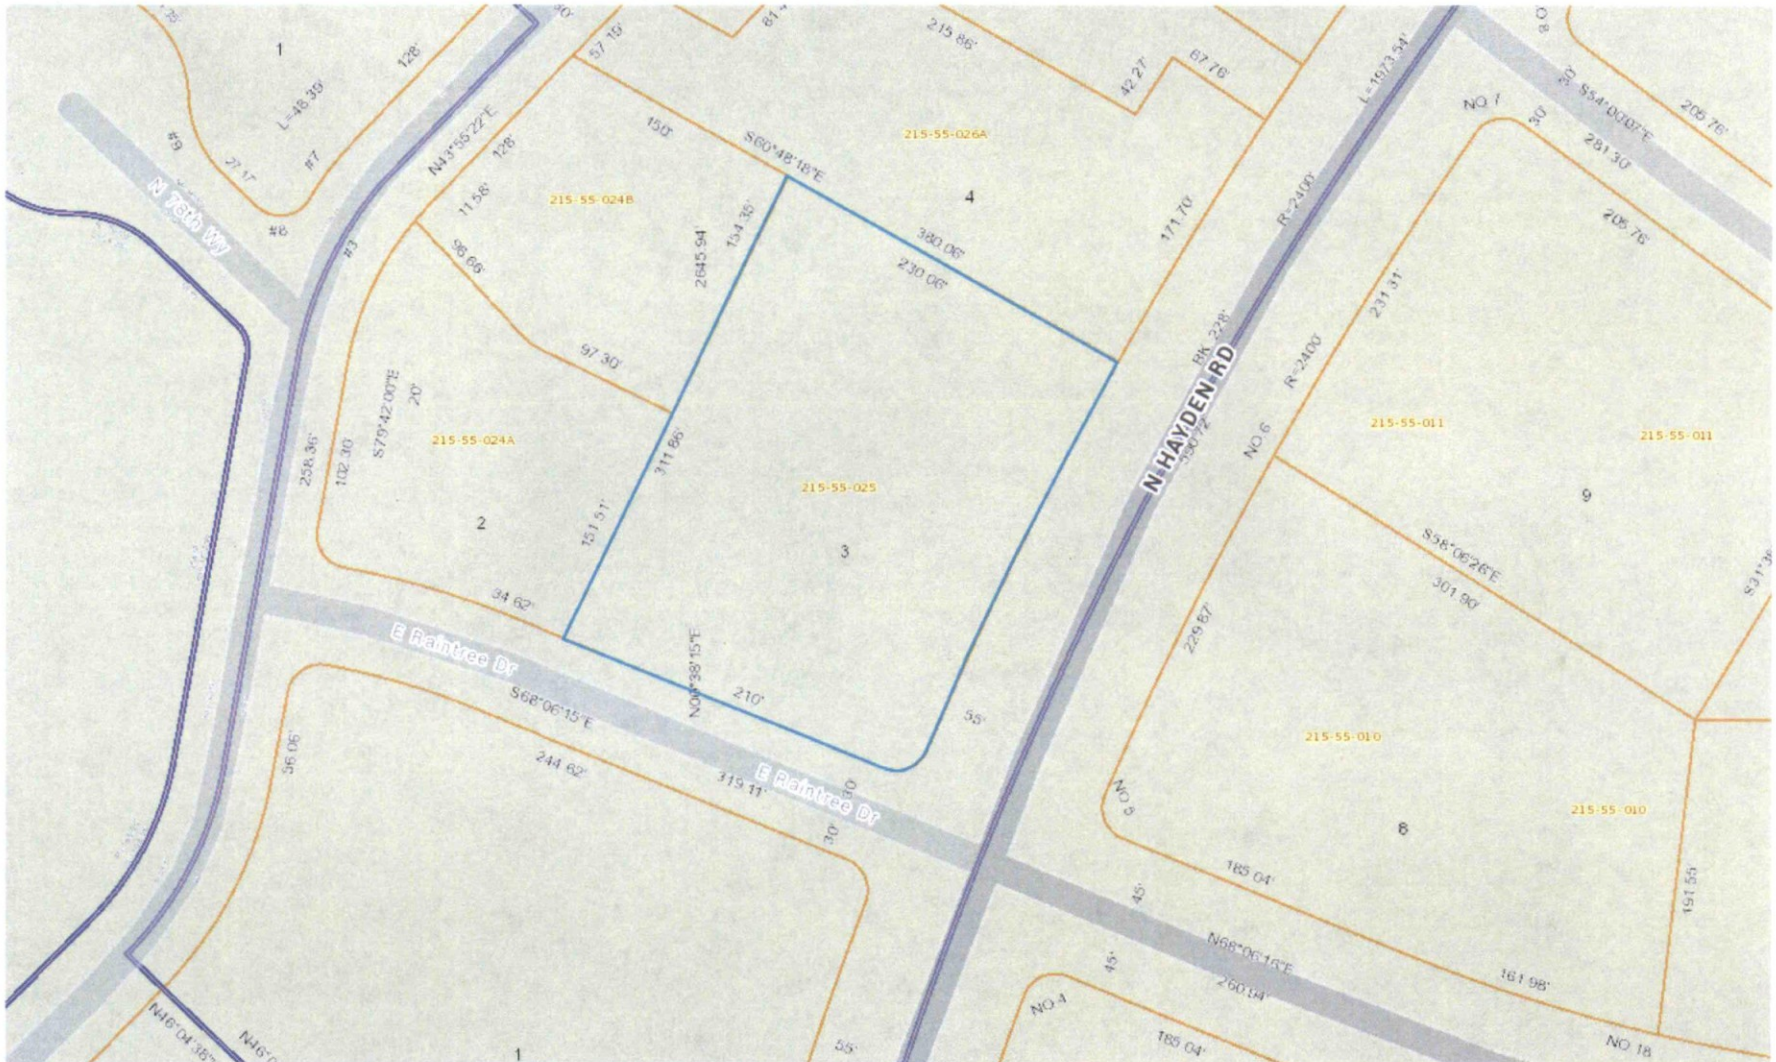 1
128'
L=48.39'
#9
27.17'
#7
#8
#3
N 78th Wy
57.19'
N43°55'22"E
128'
11.58'
215-55-024B
150'
S60°48'18"E
215.86'
42.27'
67.76'
215-55-026A
4
171.70'
L=1973.54'
R=2400'
NO 7
30'
30'
S54°00'07"E
281.30'
205.76'
205.76'
96.66'
2645.94
154.35'
380.06'
230.06'
97.30'
S79°42'00"E
20'
258.36'
102.30'
215-55-024A
2
311.86'
151.51'
34.62'
215-55-025
3
BK 228'
N HAYDEN RD
231.31'
R=2400'
NO 6
215-55-011
215-55-011
9
S58°06'26"E
301.90'
229.87'
E Raintree Dr
S68°06'15"E
244.62'
319.11'
56.06'
210'
55'
30'
30'
E Raintree Dr
215-55-010
215-55-010
8
185.04'
45'
45'
N68°06'16"E
260.94'
161.98'
191.55'
NO 4
185.04'
NO 18
55'
1
N46°04'38"